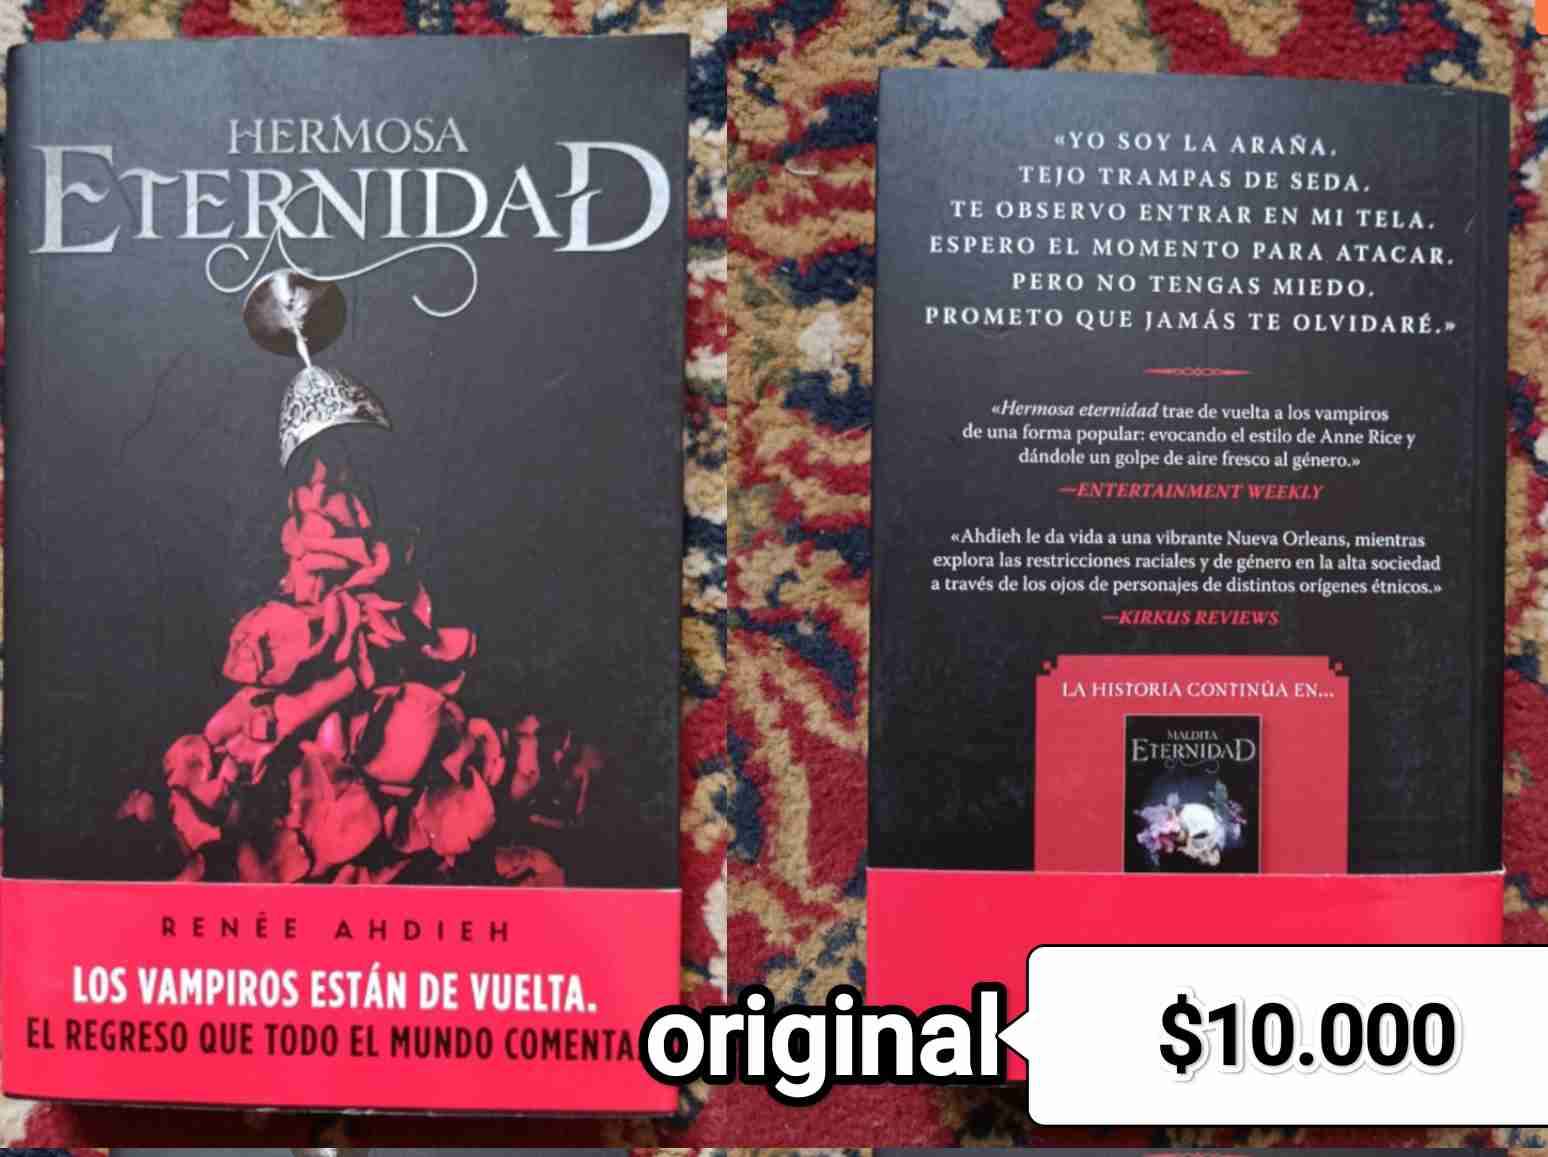 HERMOSA
ETERNIDAD
RENÉE AHDIEH
LOS VAMPIROS ESTÁN DE VUELTA.
EL REGRESO QUE TODO EL MUNDO COMENTA.
«YO SOY LA ARAÑA.
TEJO TRAMPAS DE SEDA.
TE OBSERVO ENTRAR EN MI TELA.
ESPERO EL MOMENTO PARA ATACAR.
PERO NO TENGAS MIEDO.
PROMETO QUE JAMÁS TE OLVIDARÉ.»
«Hermosa eternidad trae de vuelta a los vampiros
de una forma popular: evocando el estilo de Anne Rice y
dándole un golpe de aire fresco al género.»
—ENTERTAINMENT WEEKLY
«Ahdieh le da vida a una vibrante Nueva Orleans, mientras
explora las restricciones raciales y de género en la alta sociedad
a través de los ojos de personajes de distintos orígenes étnicos.»
—KIRKUS REVIEWS
LA HISTORIA CONTINÚA EN...
MALDITA
ETERNIDAD
original
$10.000